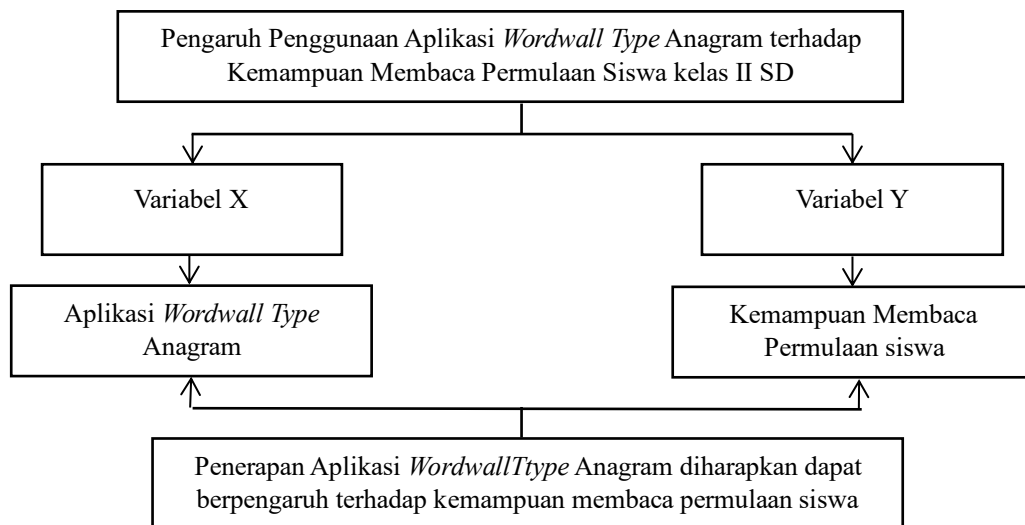 Pengaruh Penggunaan Aplikasi Wordwall Type Anagram terhadap
Kemampuan Membaca Permulaan Siswa kelas II SD
Variabel X
Variabel Y
Aplikasi Wordwall Type
Anagram
Kemampuan Membaca
Permulaan siswa
Penerapan Aplikasi WordwallTtype Anagram diharapkan dapat
berpengaruh terhadap kemampuan membaca permulaan siswa